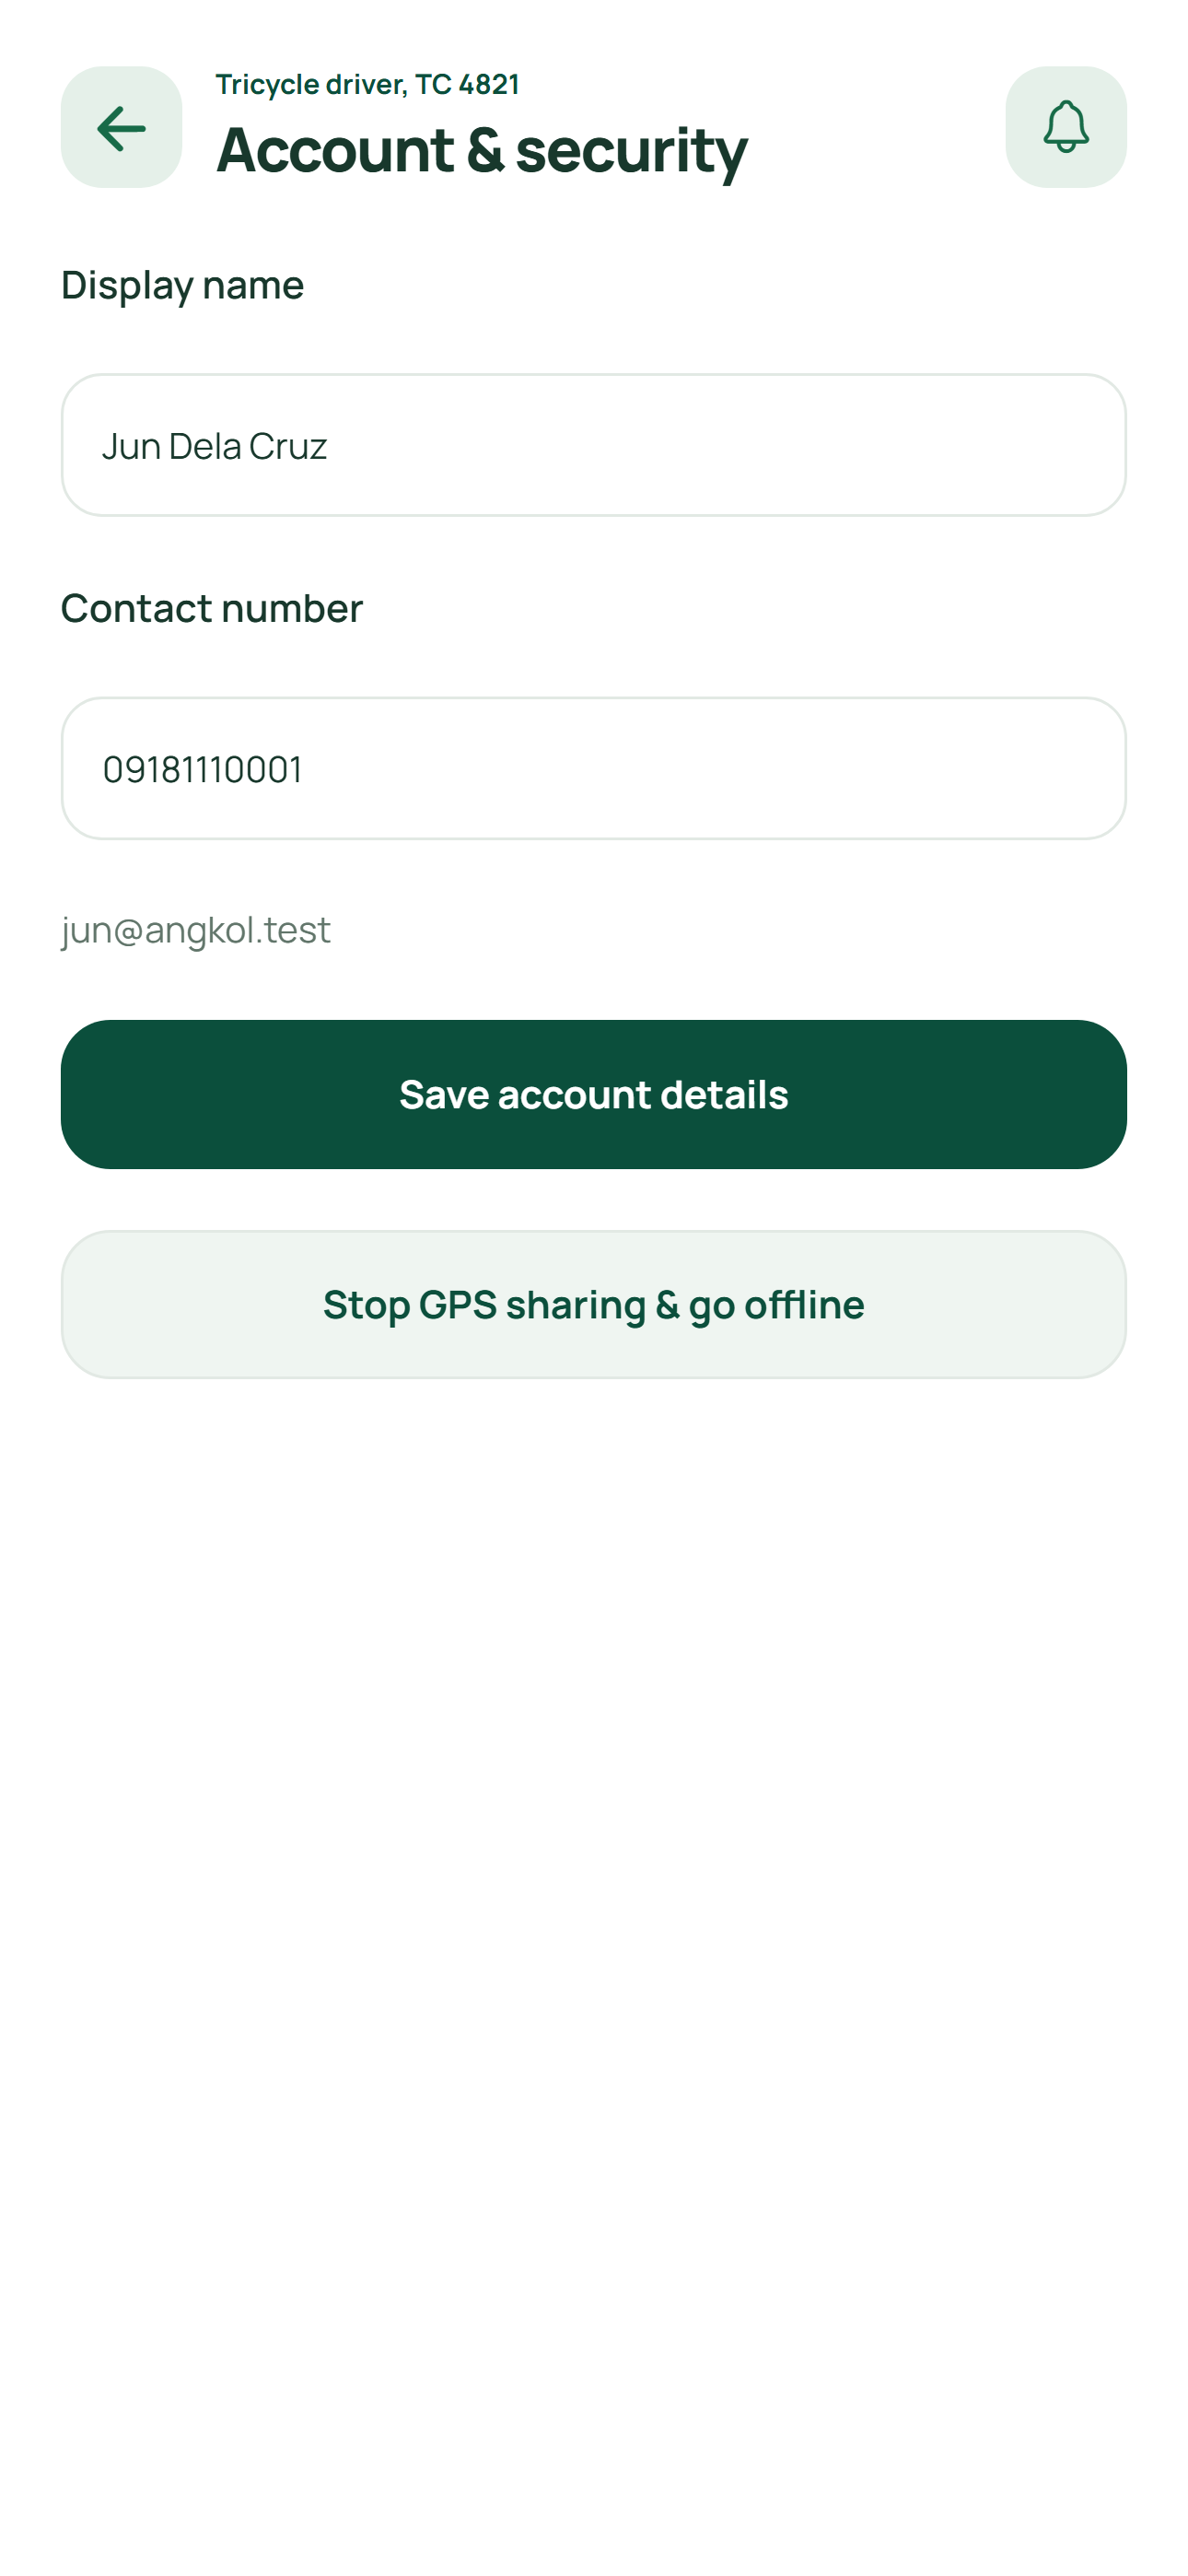 Tricycle driver, TC 4821
Account & security
Display name
Jun Dela Cruz
Contact number
09181110001
jun@angkol.test
Save account details
Stop GPS sharing & go offline